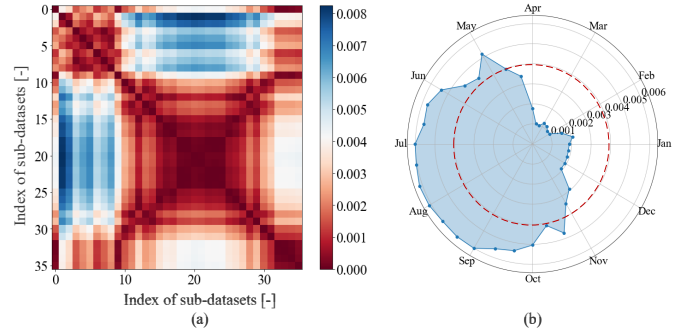 0
5
10
15
20
25
30
35
0
10
20
30
Index of sub-datasets [-]
Index of sub-datasets [-]
0.008
0.007
0.006
0.005
0.004
0.003
0.002
0.001
0.000
(a)
Apr
May
Mar
Jun
Feb
0.006
0.005
0.004
0.003
0.002
0.001
Jul
Jan
Aug
Dec
Sep
Nov
Oct
(b)